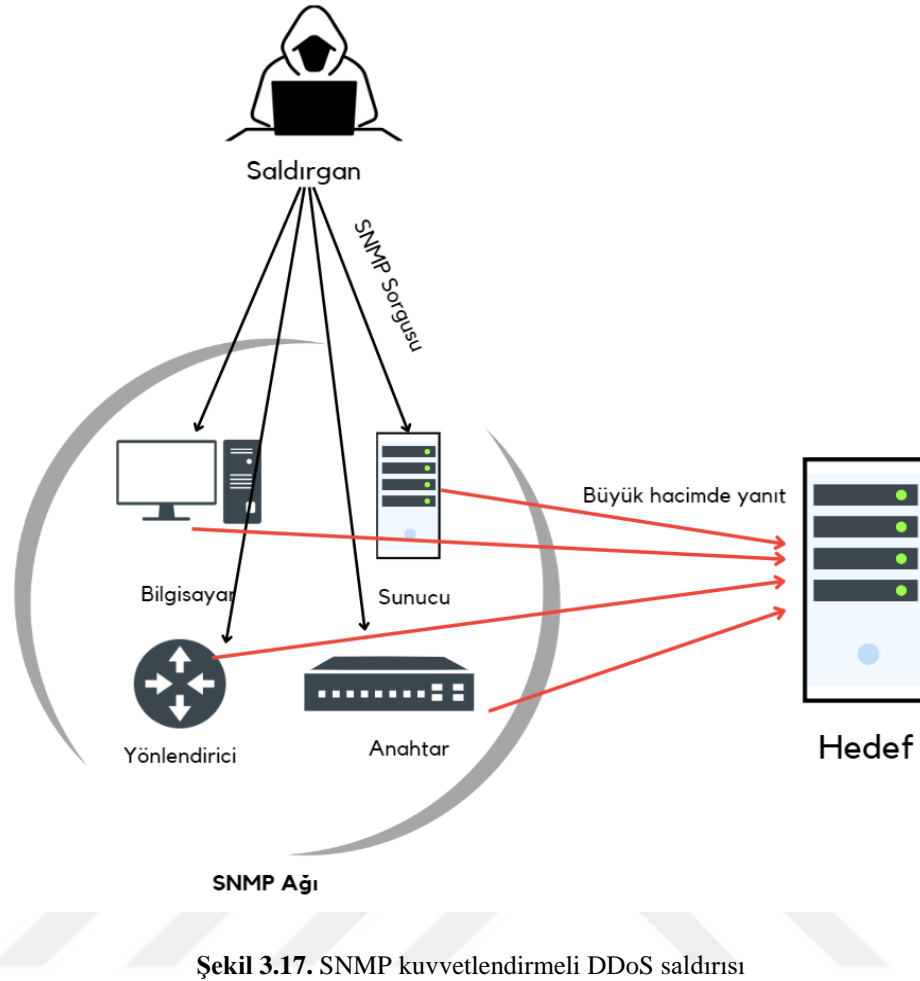 Saldırgan
SNMP Sorgusu
Büyük hacimde yanıt
Bilgisayar
Sunucu
Yönlendirici
Anahtar
Hedef
SNMP Ağı
Şekil 3.17. SNMP kuvvetlendirmeli DDoS saldırısı